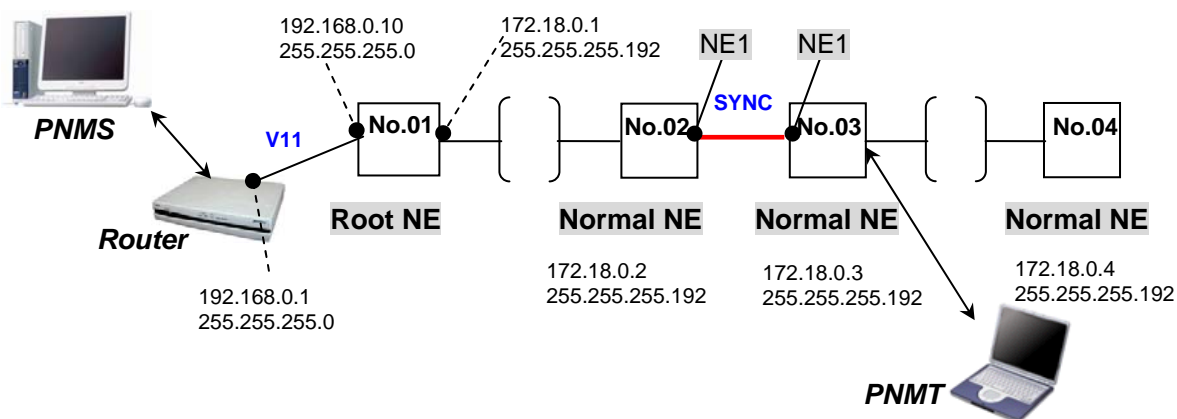 192.168.0.10
255.255.255.0
172.18.0.1
255.255.255.192
NE1
NE1
PNMS
V11
No.01
No.02
SYNC
No.03
No.04
Router
Root NE
Normal NE
Normal NE
Normal NE
192.168.0.1
255.255.255.0
172.18.0.2
255.255.255.192
172.18.0.3
255.255.255.192
172.18.0.4
255.255.255.192
PNMT